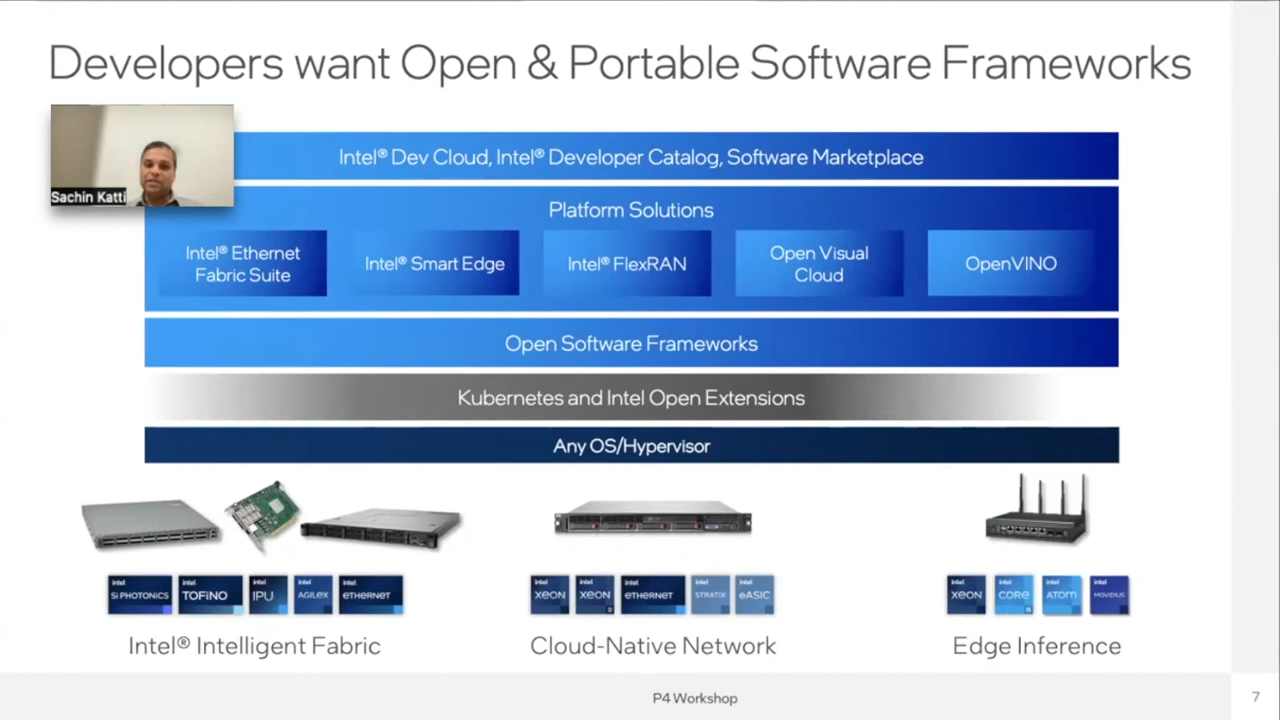 Developers want Open & Portable Software Frameworks
Sachin Katti
Intel® Dev Cloud, Intel® Developer Catalog, Software Marketplace
Platform Solutions
Intel® Ethernet
Fabric Suite
Intel® Smart Edge
Intel® FlexRAN
Open Visual
Cloud
OpenVINO
Open Software Frameworks
Kubernetes and Intel Open Extensions
Any OS/Hypervisor
intel
SI PHOTONICS
intel
TOFINO
intel
IPU
intel
AGILEX
intel
ETHERNET
intel
XEON
intel
XEON
D
intel
ETHERNET
intel
STRATIX
intel
eASIC
intel
XEON
intel
CORE
i5
intel
ATOM
intel
MOVIDIUS
Intel® Intelligent Fabric
Cloud-Native Network
Edge Inference
P4 Workshop
7